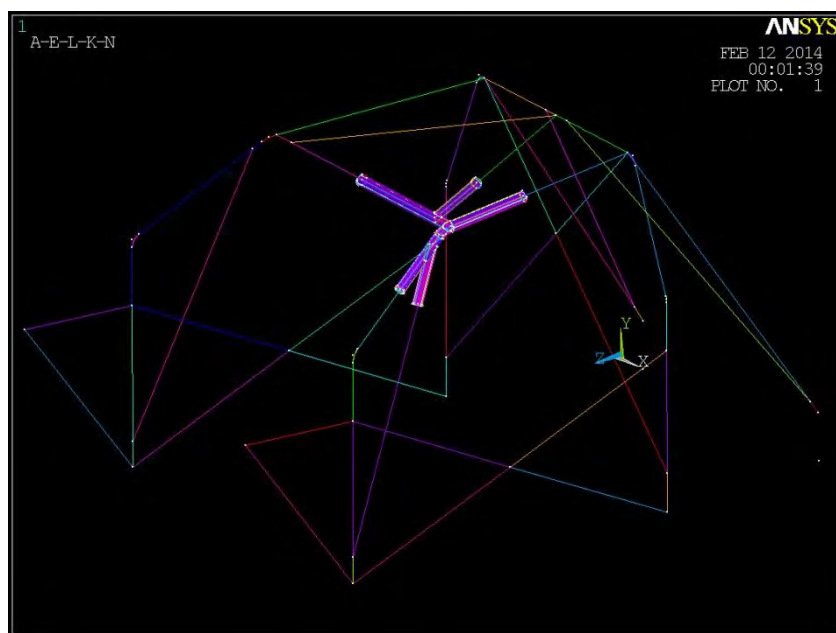 1
A-E-L-K-N
ANSYS
FEB 12 2014
00:01:39
PLOT NO. 1
Y
Z
X